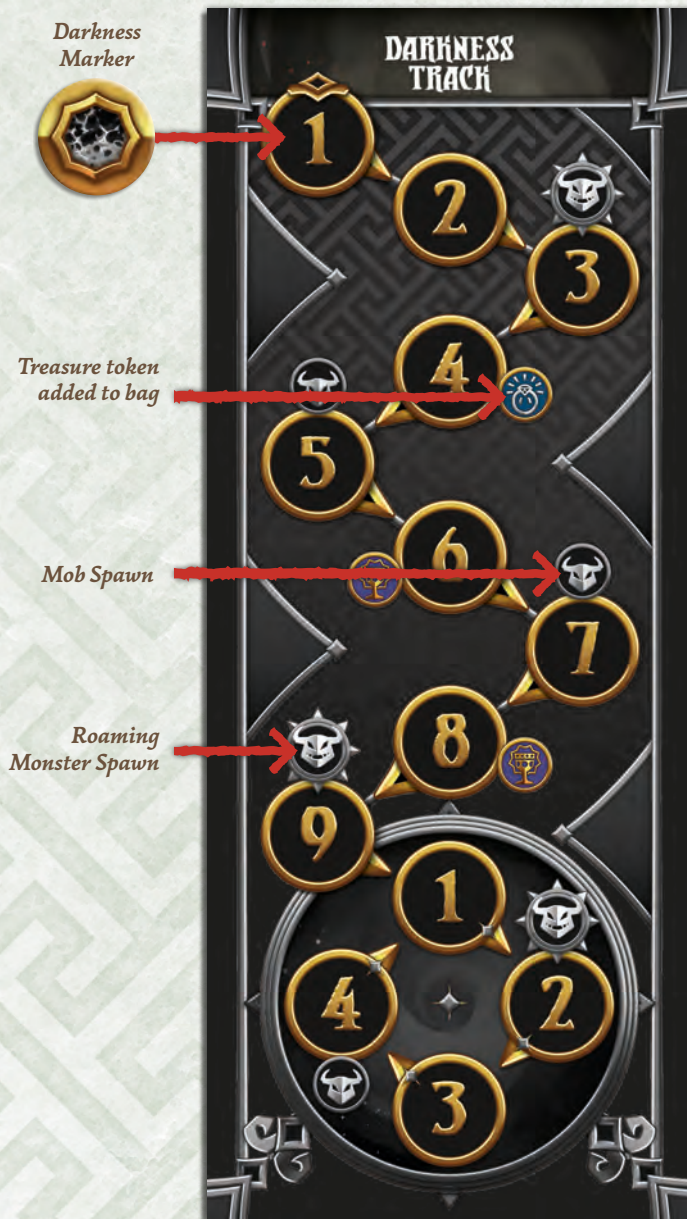 Darkness
Marker
DARKNESS
TRACK
1
2
3
4
Treasure token
added to bag
5
6
Mob Spawn
7
8
Roaming
Monster Spawn
9
1
4
2
3